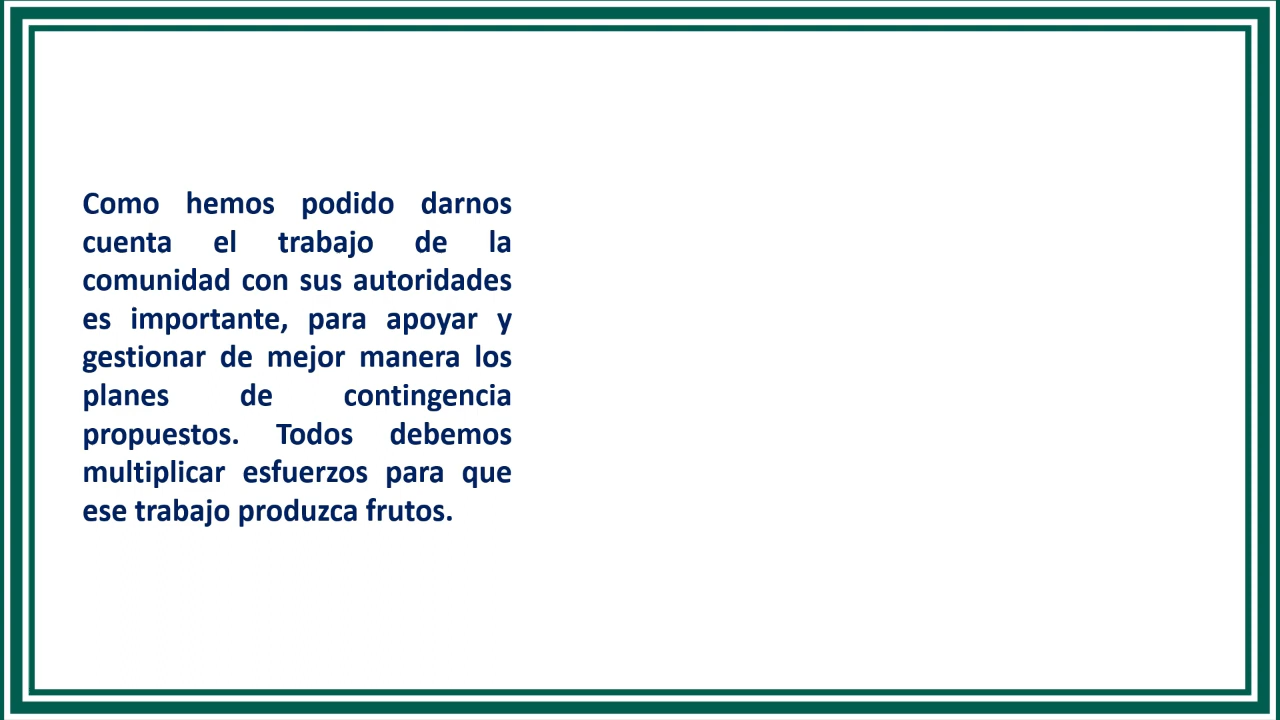 Como hemos podido darnos
cuenta el trabajo de la
comunidad con sus autoridades
es importante, para apoyar y
gestionar de mejor manera los
planes de contingencia
propuestos. Todos debemos
multiplicar esfuerzos para que
ese trabajo produzca frutos.